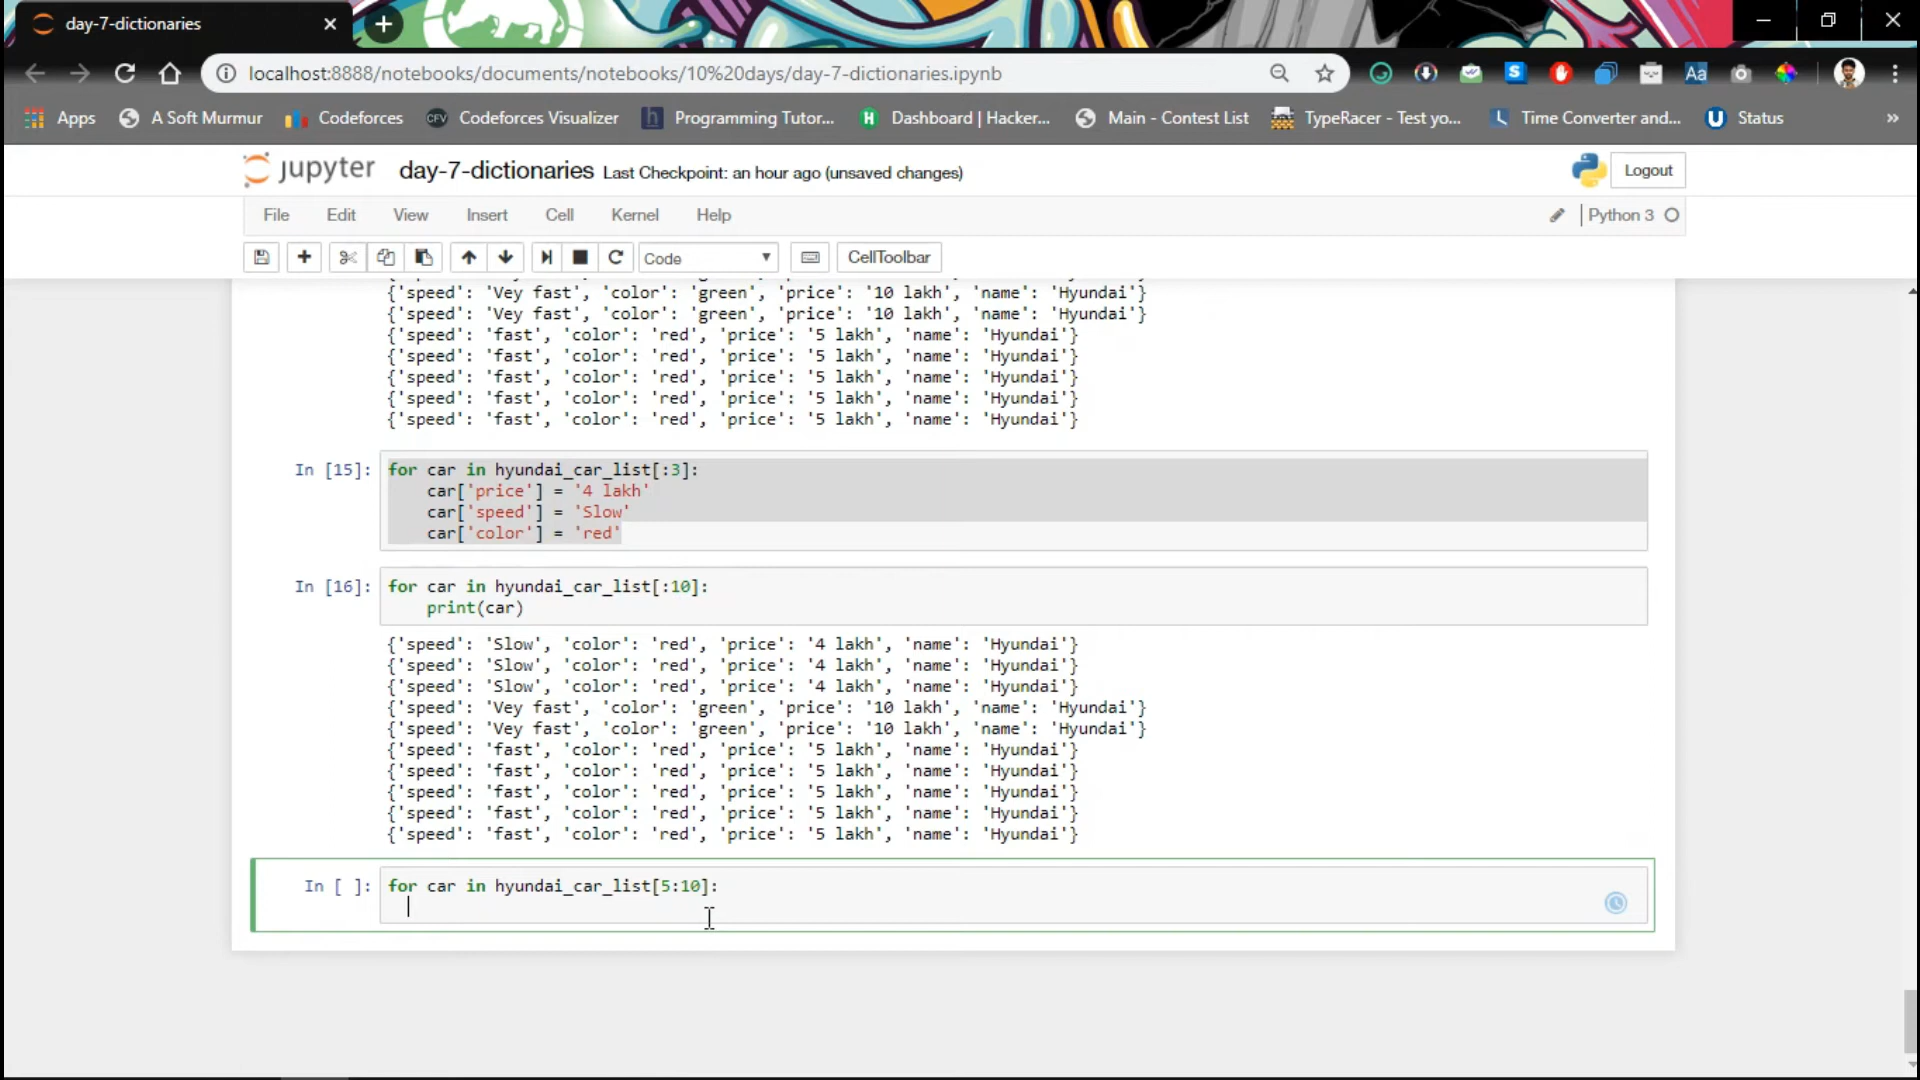 day-7-dictionaries
localhost:8888/notebooks/documents/notebooks/10%20days/day-7-dictionaries.ipynb
Apps A Soft Murmur Codeforces CFV Codeforces Visualizer Programming Tutor... Dashboard | Hacker... Main - Contest List TypeRacer - Test yo... Time Converter and... Status »
jupyter day-7-dictionaries Last Checkpoint: an hour ago (unsaved changes) Logout
File Edit View Insert Cell Kernel Help Python 3
Code CellToolbar
{'speed': 'Vey fast', 'color': 'green', 'price': '10 lakh', 'name': 'Hyundai'}
{'speed': 'Vey fast', 'color': 'green', 'price': '10 lakh', 'name': 'Hyundai'}
{'speed': 'fast', 'color': 'red', 'price': '5 lakh', 'name': 'Hyundai'}
{'speed': 'fast', 'color': 'red', 'price': '5 lakh', 'name': 'Hyundai'}
{'speed': 'fast', 'color': 'red', 'price': '5 lakh', 'name': 'Hyundai'}
{'speed': 'fast', 'color': 'red', 'price': '5 lakh', 'name': 'Hyundai'}
{'speed': 'fast', 'color': 'red', 'price': '5 lakh', 'name': 'Hyundai'}
In [15]: for car in hyundai_car_list[:3]:
car['price'] = '4 lakh'
car['speed'] = 'Slow'
car['color'] = 'red'
In [16]: for car in hyundai_car_list[:10]:
print(car)
{'speed': 'Slow', 'color': 'red', 'price': '4 lakh', 'name': 'Hyundai'}
{'speed': 'Slow', 'color': 'red', 'price': '4 lakh', 'name': 'Hyundai'}
{'speed': 'Slow', 'color': 'red', 'price': '4 lakh', 'name': 'Hyundai'}
{'speed': 'Vey fast', 'color': 'green', 'price': '10 lakh', 'name': 'Hyundai'}
{'speed': 'Vey fast', 'color': 'green', 'price': '10 lakh', 'name': 'Hyundai'}
{'speed': 'fast', 'color': 'red', 'price': '5 lakh', 'name': 'Hyundai'}
{'speed': 'fast', 'color': 'red', 'price': '5 lakh', 'name': 'Hyundai'}
{'speed': 'fast', 'color': 'red', 'price': '5 lakh', 'name': 'Hyundai'}
{'speed': 'fast', 'color': 'red', 'price': '5 lakh', 'name': 'Hyundai'}
{'speed': 'fast', 'color': 'red', 'price': '5 lakh', 'name': 'Hyundai'}
In [ ]: for car in hyundai_car_list[5:10]: